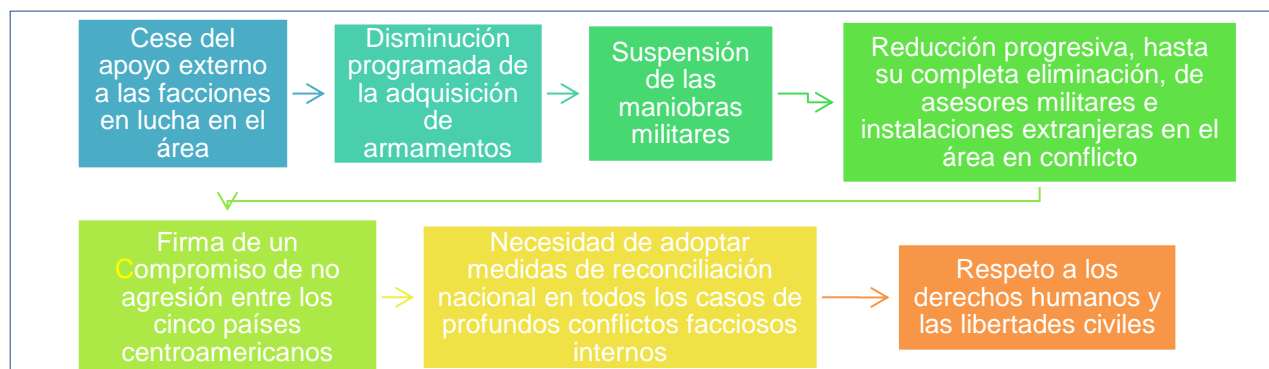 Cese del
apoyo externo
a las facciones
en lucha en el
área
Disminución
programada de
la adquisición
de
armamentos
Suspensión
de las
maniobras
militares
Reducción progresiva, hasta
su completa eliminación, de
asesores militares e
instalaciones extranjeras en el
área en conflicto
Firma de un
Compromiso de no
agresión entre los
cinco países
centroamericanos
Necesidad de adoptar
medidas de reconciliación
nacional en todos los casos de
profundos conflictos facciosos
internos
Respeto a los
derechos humanos y
las libertades civiles